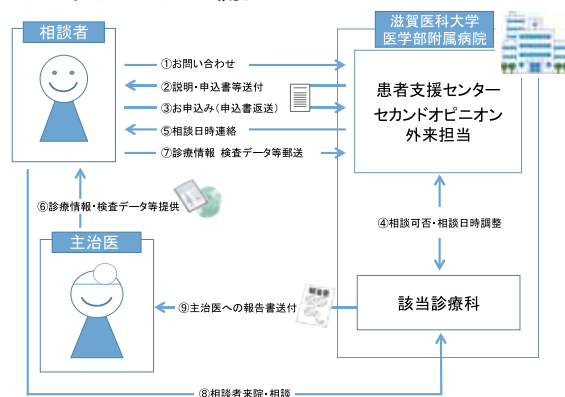 相談者
滋賀医科大学
医学部附属病院
①お問い合わせ
②説明・申込書等送付
③お申込み(申込書返送)
⑤相談日時連絡
⑦診療情報 検査データ等郵送
患者支援センター
セカンドオピニオン
外来担当
⑥診療情報・検査データ等提供
④相談可否・相談日時調整
主治医
⑨主治医への報告書送付
該当診療科
⑧相談者来院・相談